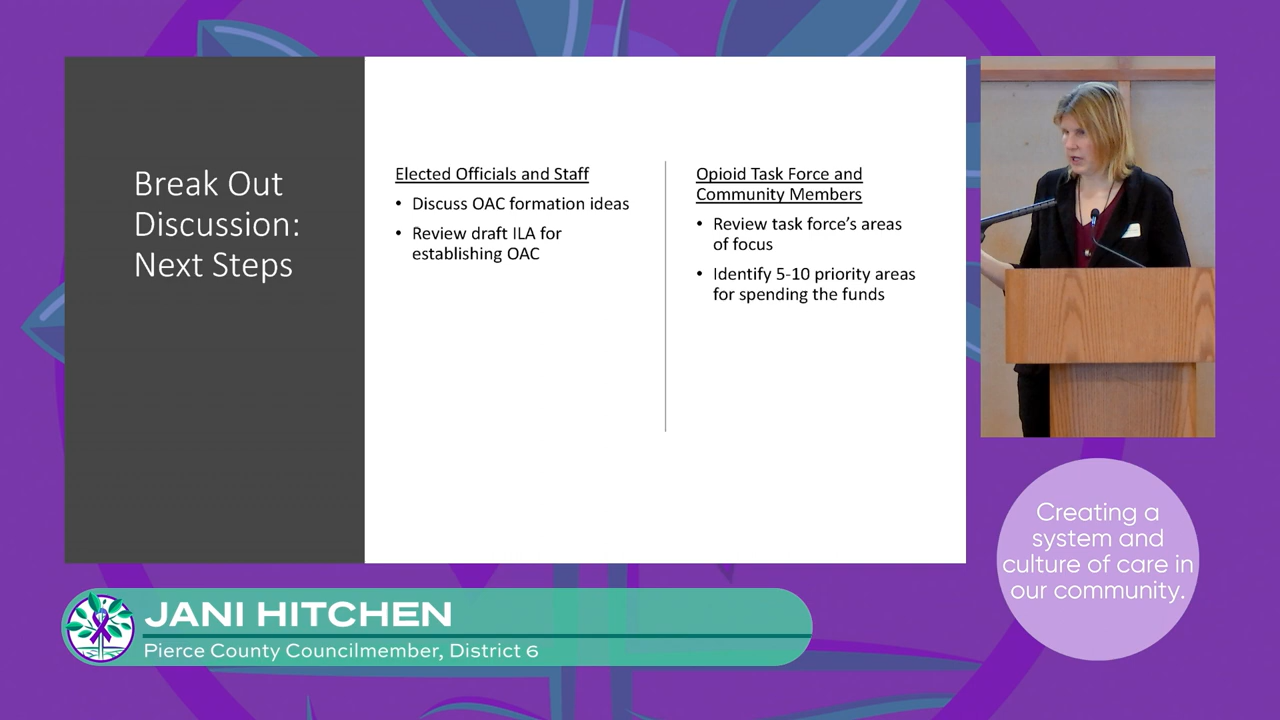 Break Out
Discussion:
Next Steps
Elected Officials and Staff
• Discuss OAC formation ideas
• Review draft ILA for
establishing OAC
Opioid Task Force and
Community Members
• Review task force's areas
of focus
• Identify 5-10 priority areas
for spending the funds
Creating a
system and
culture of care in
our community.
JANI HITCHEN
Pierce County Councilmember, District 6